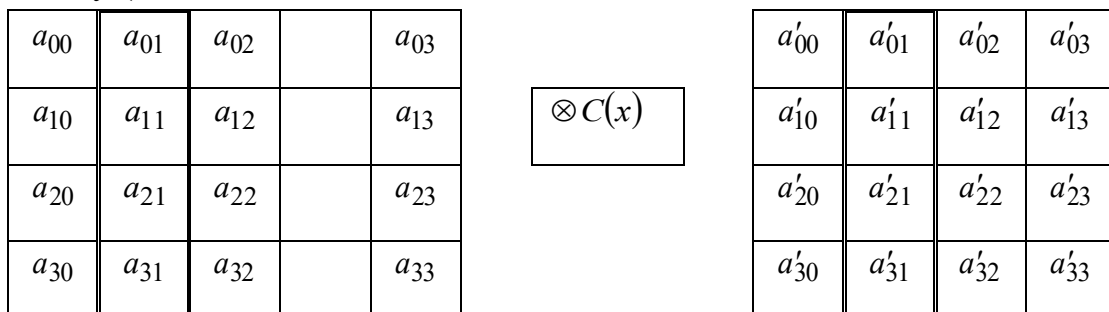 a00 a01 a02 a03 a′00 a′01 a′02 a′03
a10 a11 a12 a13 ⊗C(x) a′10 a′11 a′12 a′13
a20 a21 a22 a23 a′20 a′21 a′22 a′23
a30 a31 a32 a33 a′30 a′31 a′32 a′33